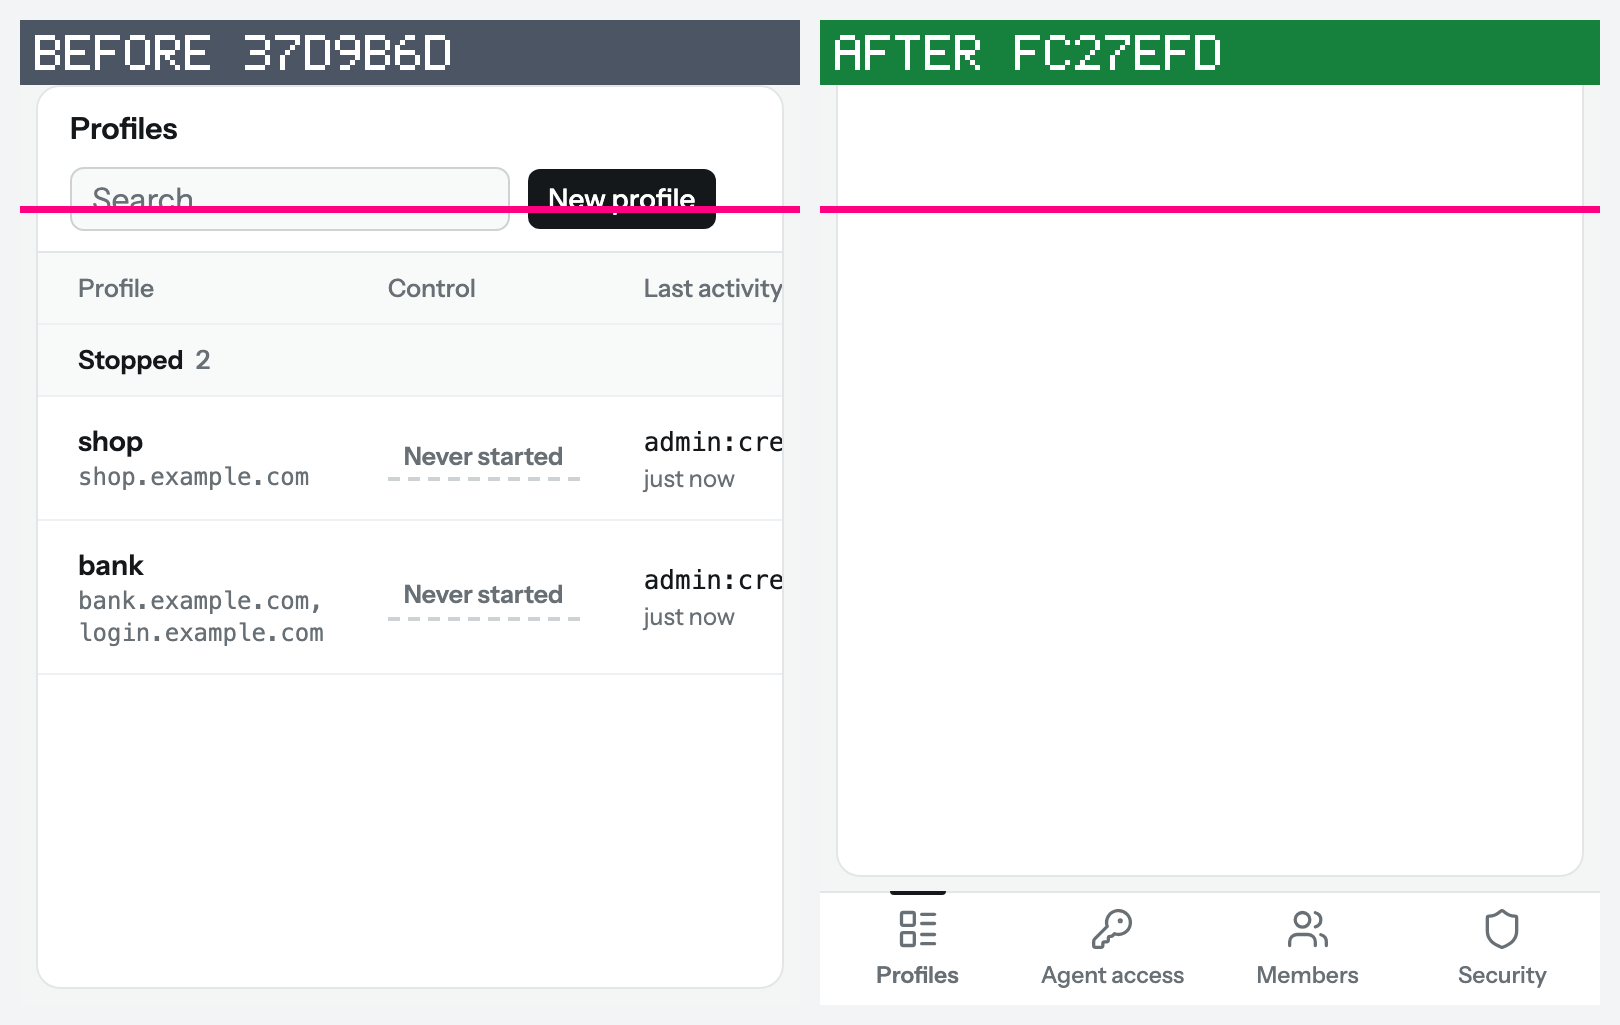 BEFORE 37D9B6D
Profiles
Search
New profile
Profile Control Last activity
Stopped 2
shop
shop.example.com
Never started
admin:cre
just now
bank
bank.example.com,
login.example.com
Never started
admin:cre
just now
AFTER FC27EFD
Profiles Agent access Members Security